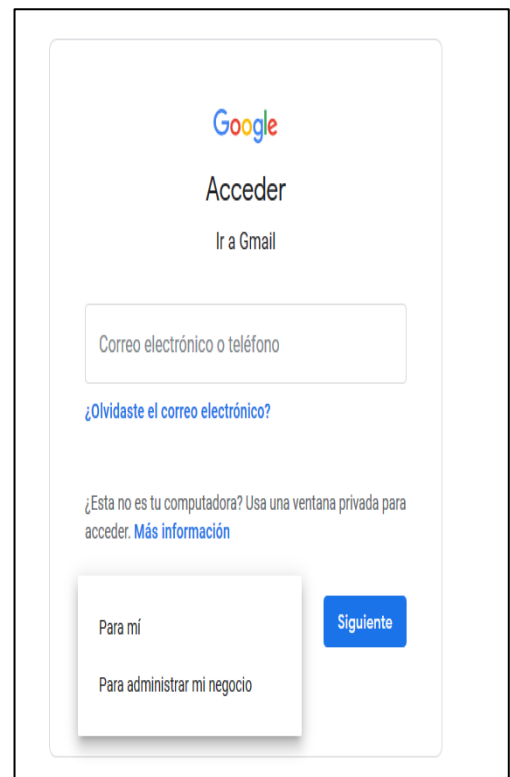 Google
Acceder
Ir a Gmail
Correo electrónico o teléfono
¿Olvidaste el correo electrónico?
¿Esta no es tu computadora? Usa una ventana privada para
acceder. Más información
Para mí
Siguiente
Para administrar mi negocio